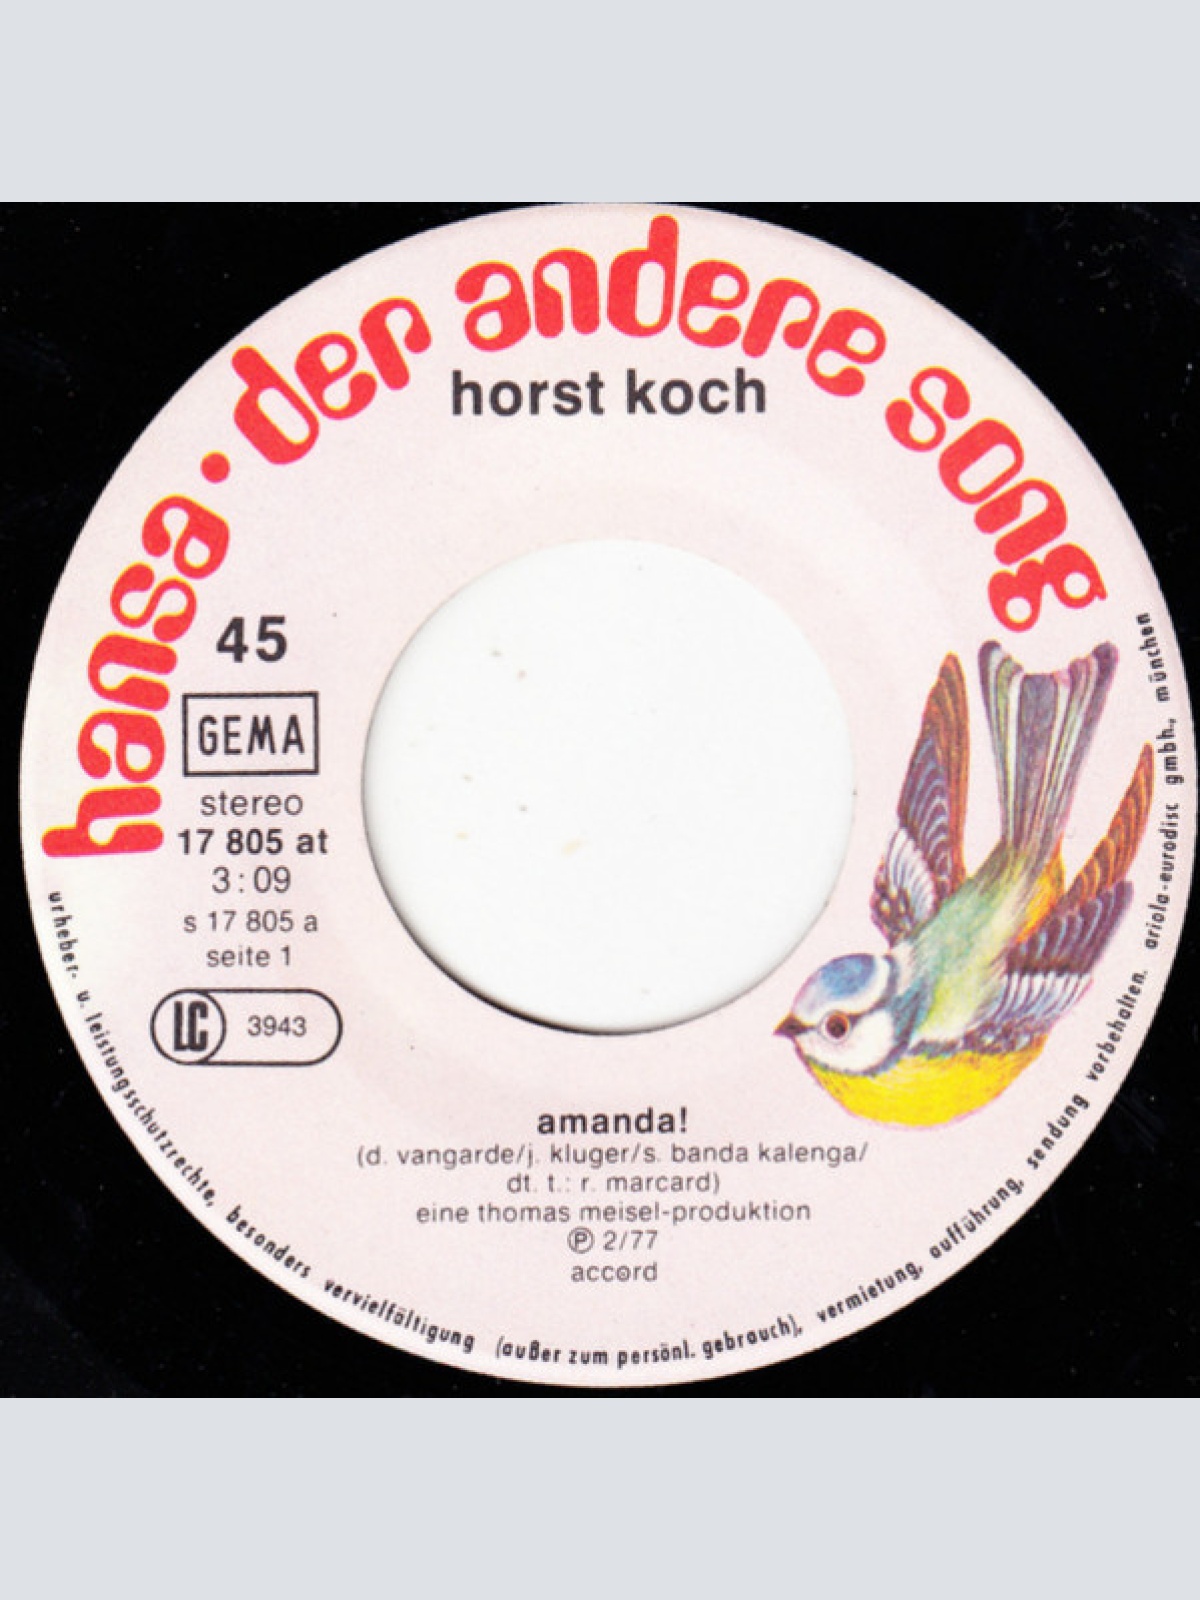 hansa · der andere song
horst koch
45
GEMA
stereo
17 805 at
3:09
s 17 805 a
seite 1
LC 3943
amanda!
(d. vangarde/j. kluger/s. banda kalenga/
dt. t.: r. marcard)
eine thomas meisel-produktion
℗ 2/77
accord
urheber- u. leistungsschutzrechte, besonders vervielfältigung (außer zum persönl. gebrauch), vermietung, aufführung, sendung vorbehalten. ariola-eurodisc gmbh., münchen